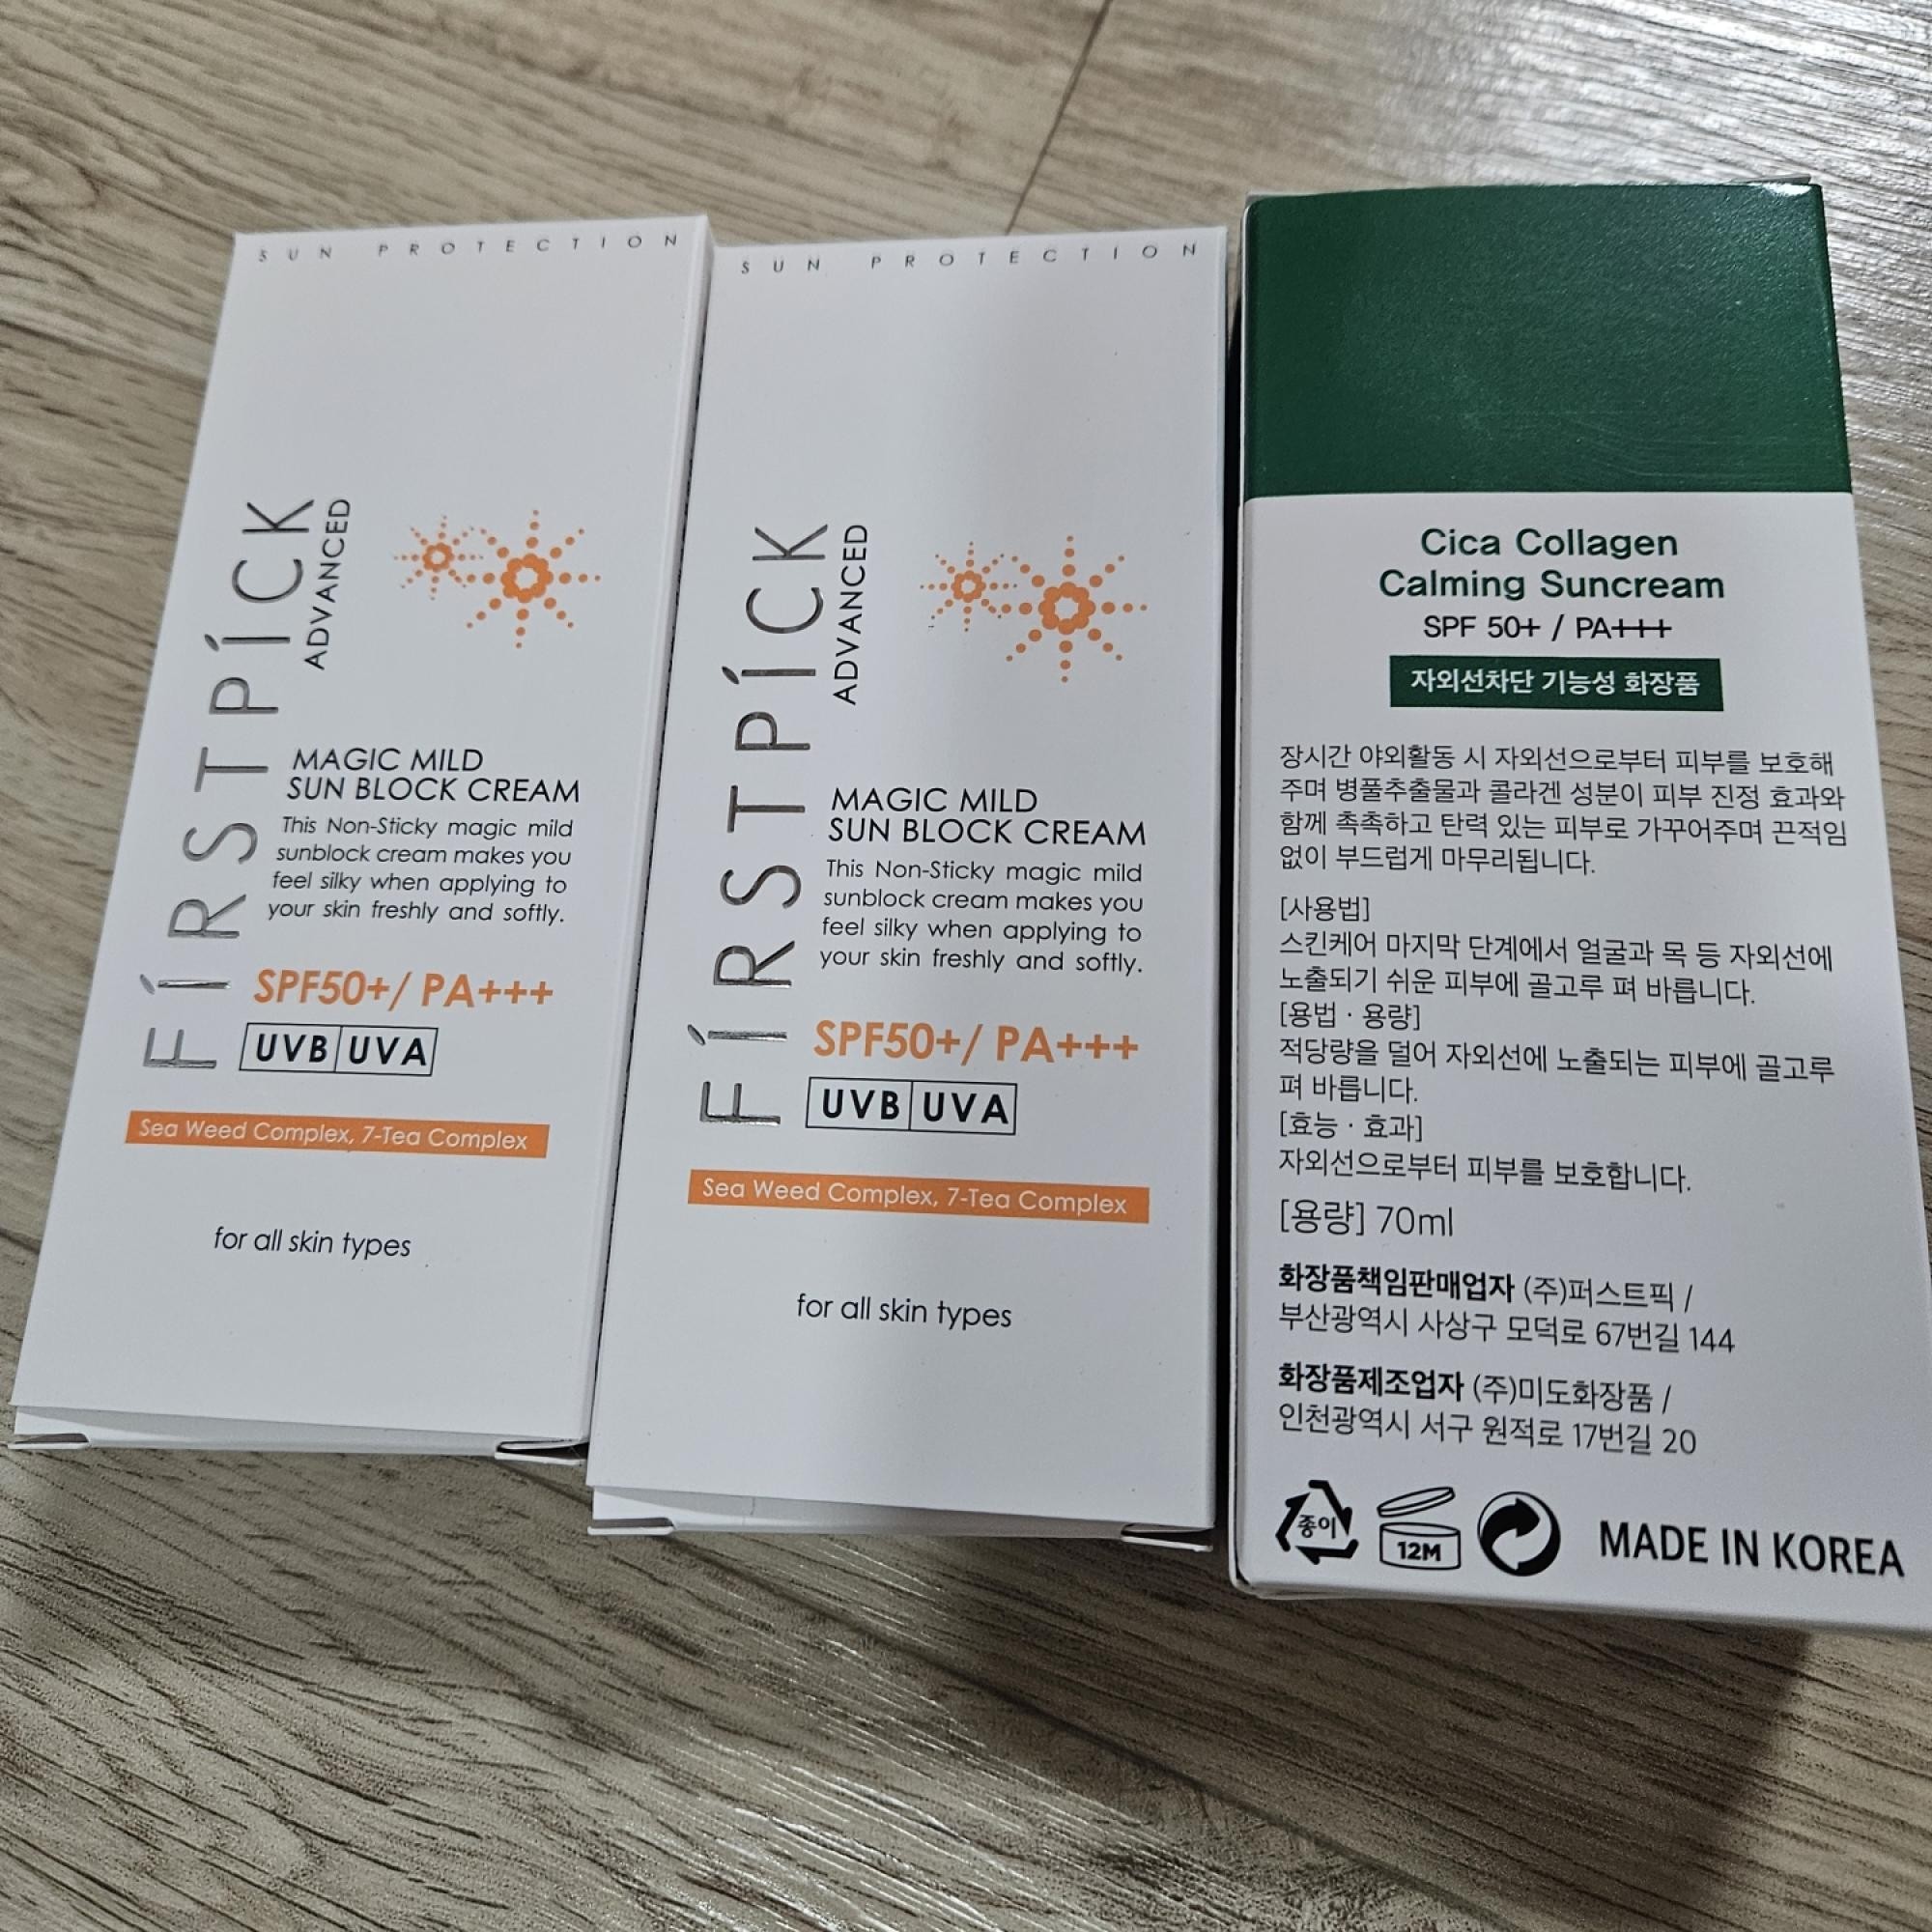 SUN PROTECTION
FÍRSTPÍCK
ADVANCED
MAGIC MILD
SUN BLOCK CREAM
This Non-Sticky magic mild
sunblock cream makes you
feel silky when applying to
your skin freshly and softly.
SPF50+/ PA+++
UVB UVA
Sea Weed Complex, 7-Tea Complex
for all skin types
SUN PROTECTION
FÍRSTPÍCK
ADVANCED
MAGIC MILD
SUN BLOCK CREAM
This Non-Sticky magic mild
sunblock cream makes you
feel silky when applying to
your skin freshly and softly.
SPF50+/ PA+++
UVB UVA
Sea Weed Complex, 7-Tea Complex
for all skin types
Cica Collagen
Calming Suncream
SPF 50+ / PA+++
자외선차단 기능성 화장품
장시간 야외활동 시 자외선으로부터 피부를 보호해
주며 병풀추출물과 콜라겐 성분이 피부 진정 효과와
함께 촉촉하고 탄력 있는 피부로 가꾸어주며 끈적임
없이 부드럽게 마무리됩니다.
[사용법]
스킨케어 마지막 단계에서 얼굴과 목 등 자외선에
노출되기 쉬운 피부에 골고루 펴 바릅니다.
[용법 · 용량]
적당량을 덜어 자외선에 노출되는 피부에 골고루
펴 바릅니다.
[효능 · 효과]
자외선으로부터 피부를 보호합니다.
[용량] 70ml
화장품책임판매업자 (주)퍼스트픽 /
부산광역시 사상구 모덕로 67번길 144
화장품제조업자 (주)미도화장품 /
인천광역시 서구 원적로 17번길 20
종이 12M MADE IN KOREA